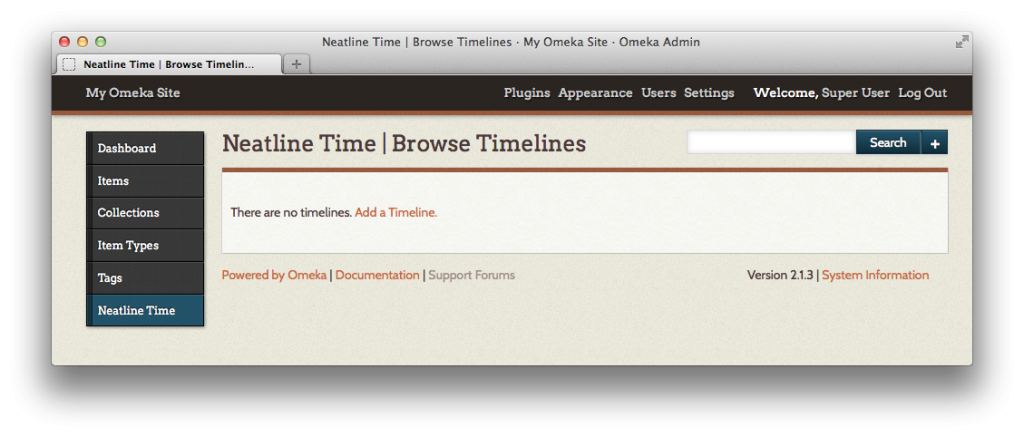 Neatline Time | Browse Timelines · My Omeka Site · Omeka Admin
Neatline Time | Browse Timelin...
My Omeka Site
Plugins Appearance Users Settings Welcome, Super User Log Out
Dashboard
Items
Collections
Item Types
Tags
Neatline Time
Neatline Time | Browse Timelines
Search +
There are no timelines. Add a Timeline.
Powered by Omeka | Documentation | Support Forums
Version 2.1.3 | System Information